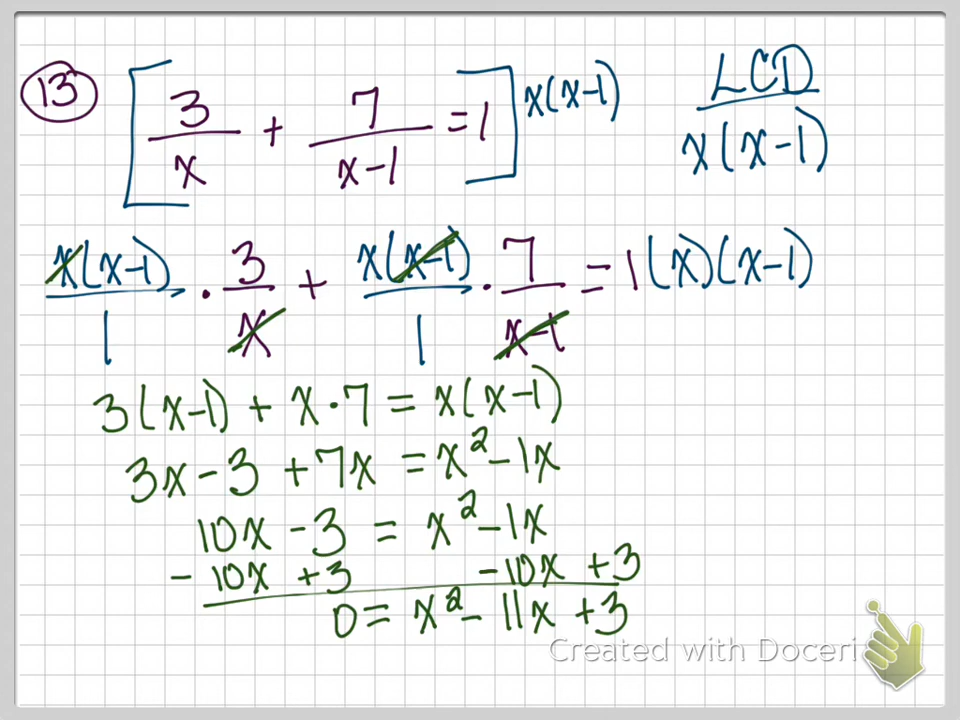 13 [3/x + 7/(x-1) = 1] x(x-1) LCD
x(x-1)
x(x-1)/1 · 3/x + x(x-1)/1 · 7/(x-1) = 1(x)(x-1)
3(x-1) + x·7 = x(x-1)
3x - 3 + 7x = x² - 1x
10x - 3 = x² - 1x
- 10x + 3 - 10x + 3
0 = x² - 11x + 3
Created with Doceri